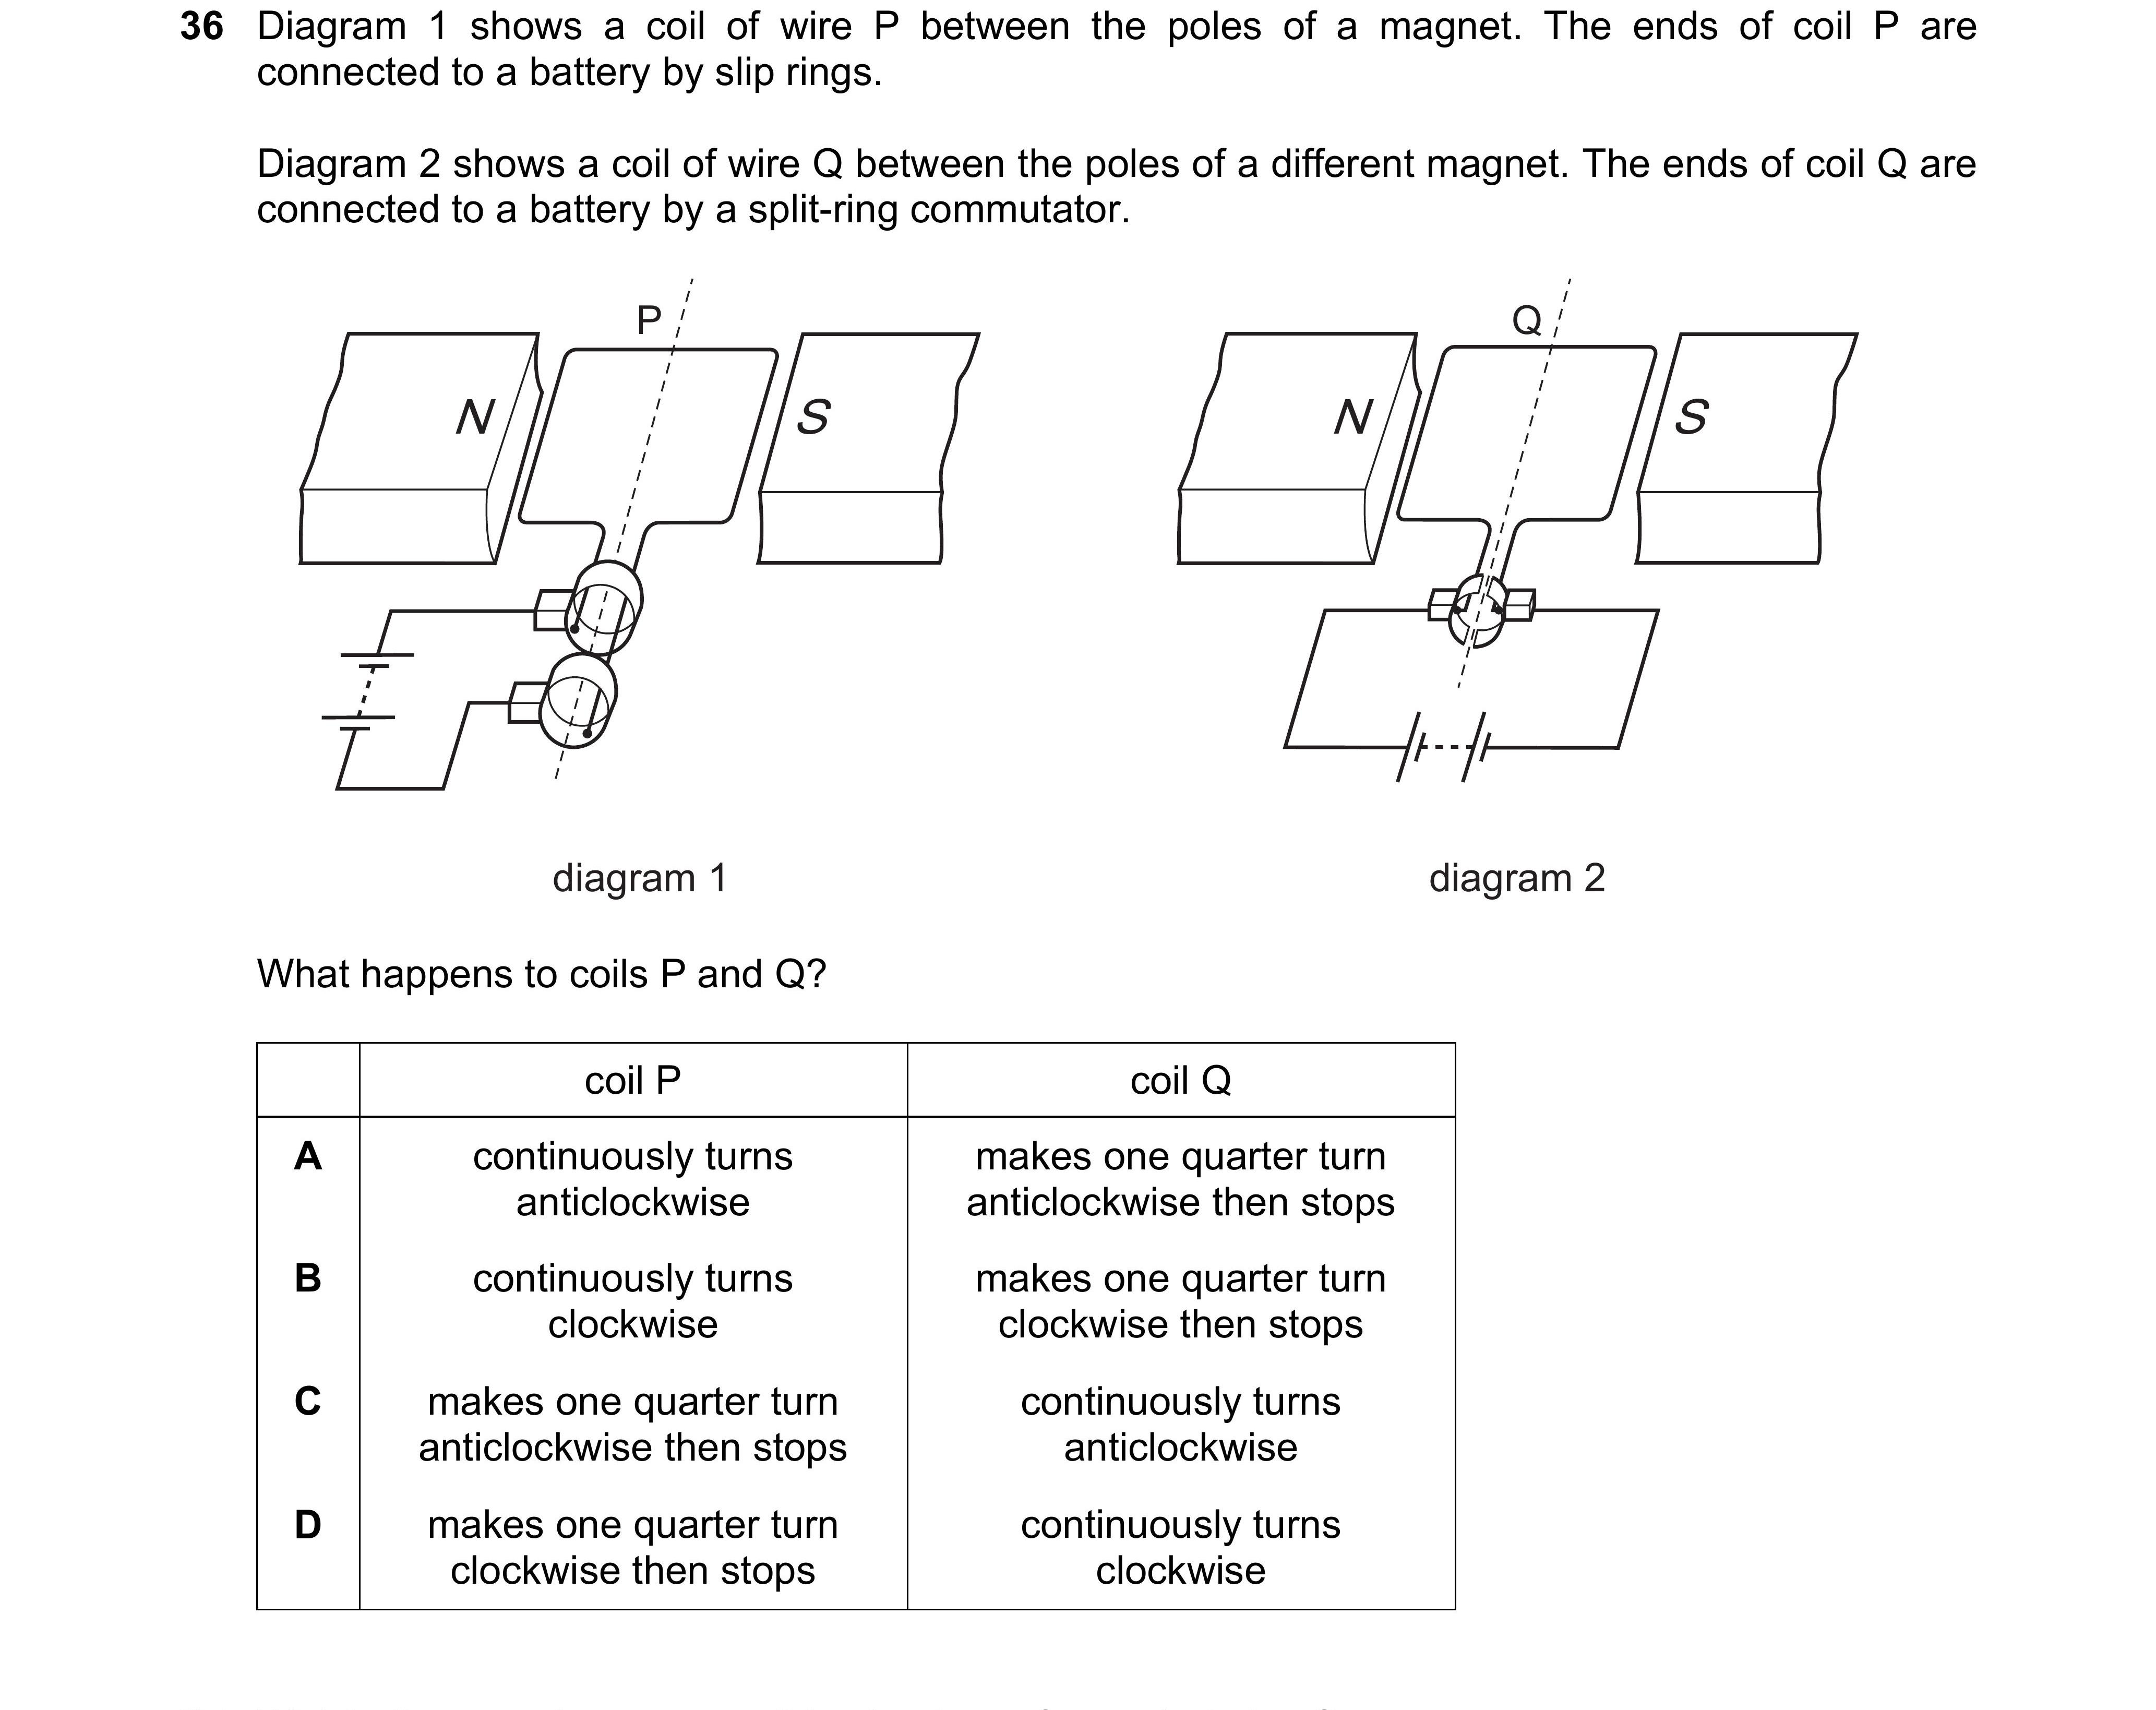 36 Diagram 1 shows a coil of wire P between the poles of a magnet. The ends of coil P are
connected to a battery by slip rings.
Diagram 2 shows a coil of wire Q between the poles of a different magnet. The ends of coil Q are
connected to a battery by a split-ring commutator.
P
N
S
Q
N
S
diagram 1
diagram 2
What happens to coils P and Q?
coil P
coil Q
A
continuously turns
anticlockwise
makes one quarter turn
anticlockwise then stops
B
continuously turns
clockwise
makes one quarter turn
clockwise then stops
C
makes one quarter turn
anticlockwise then stops
continuously turns
anticlockwise
D
makes one quarter turn
clockwise then stops
continuously turns
clockwise